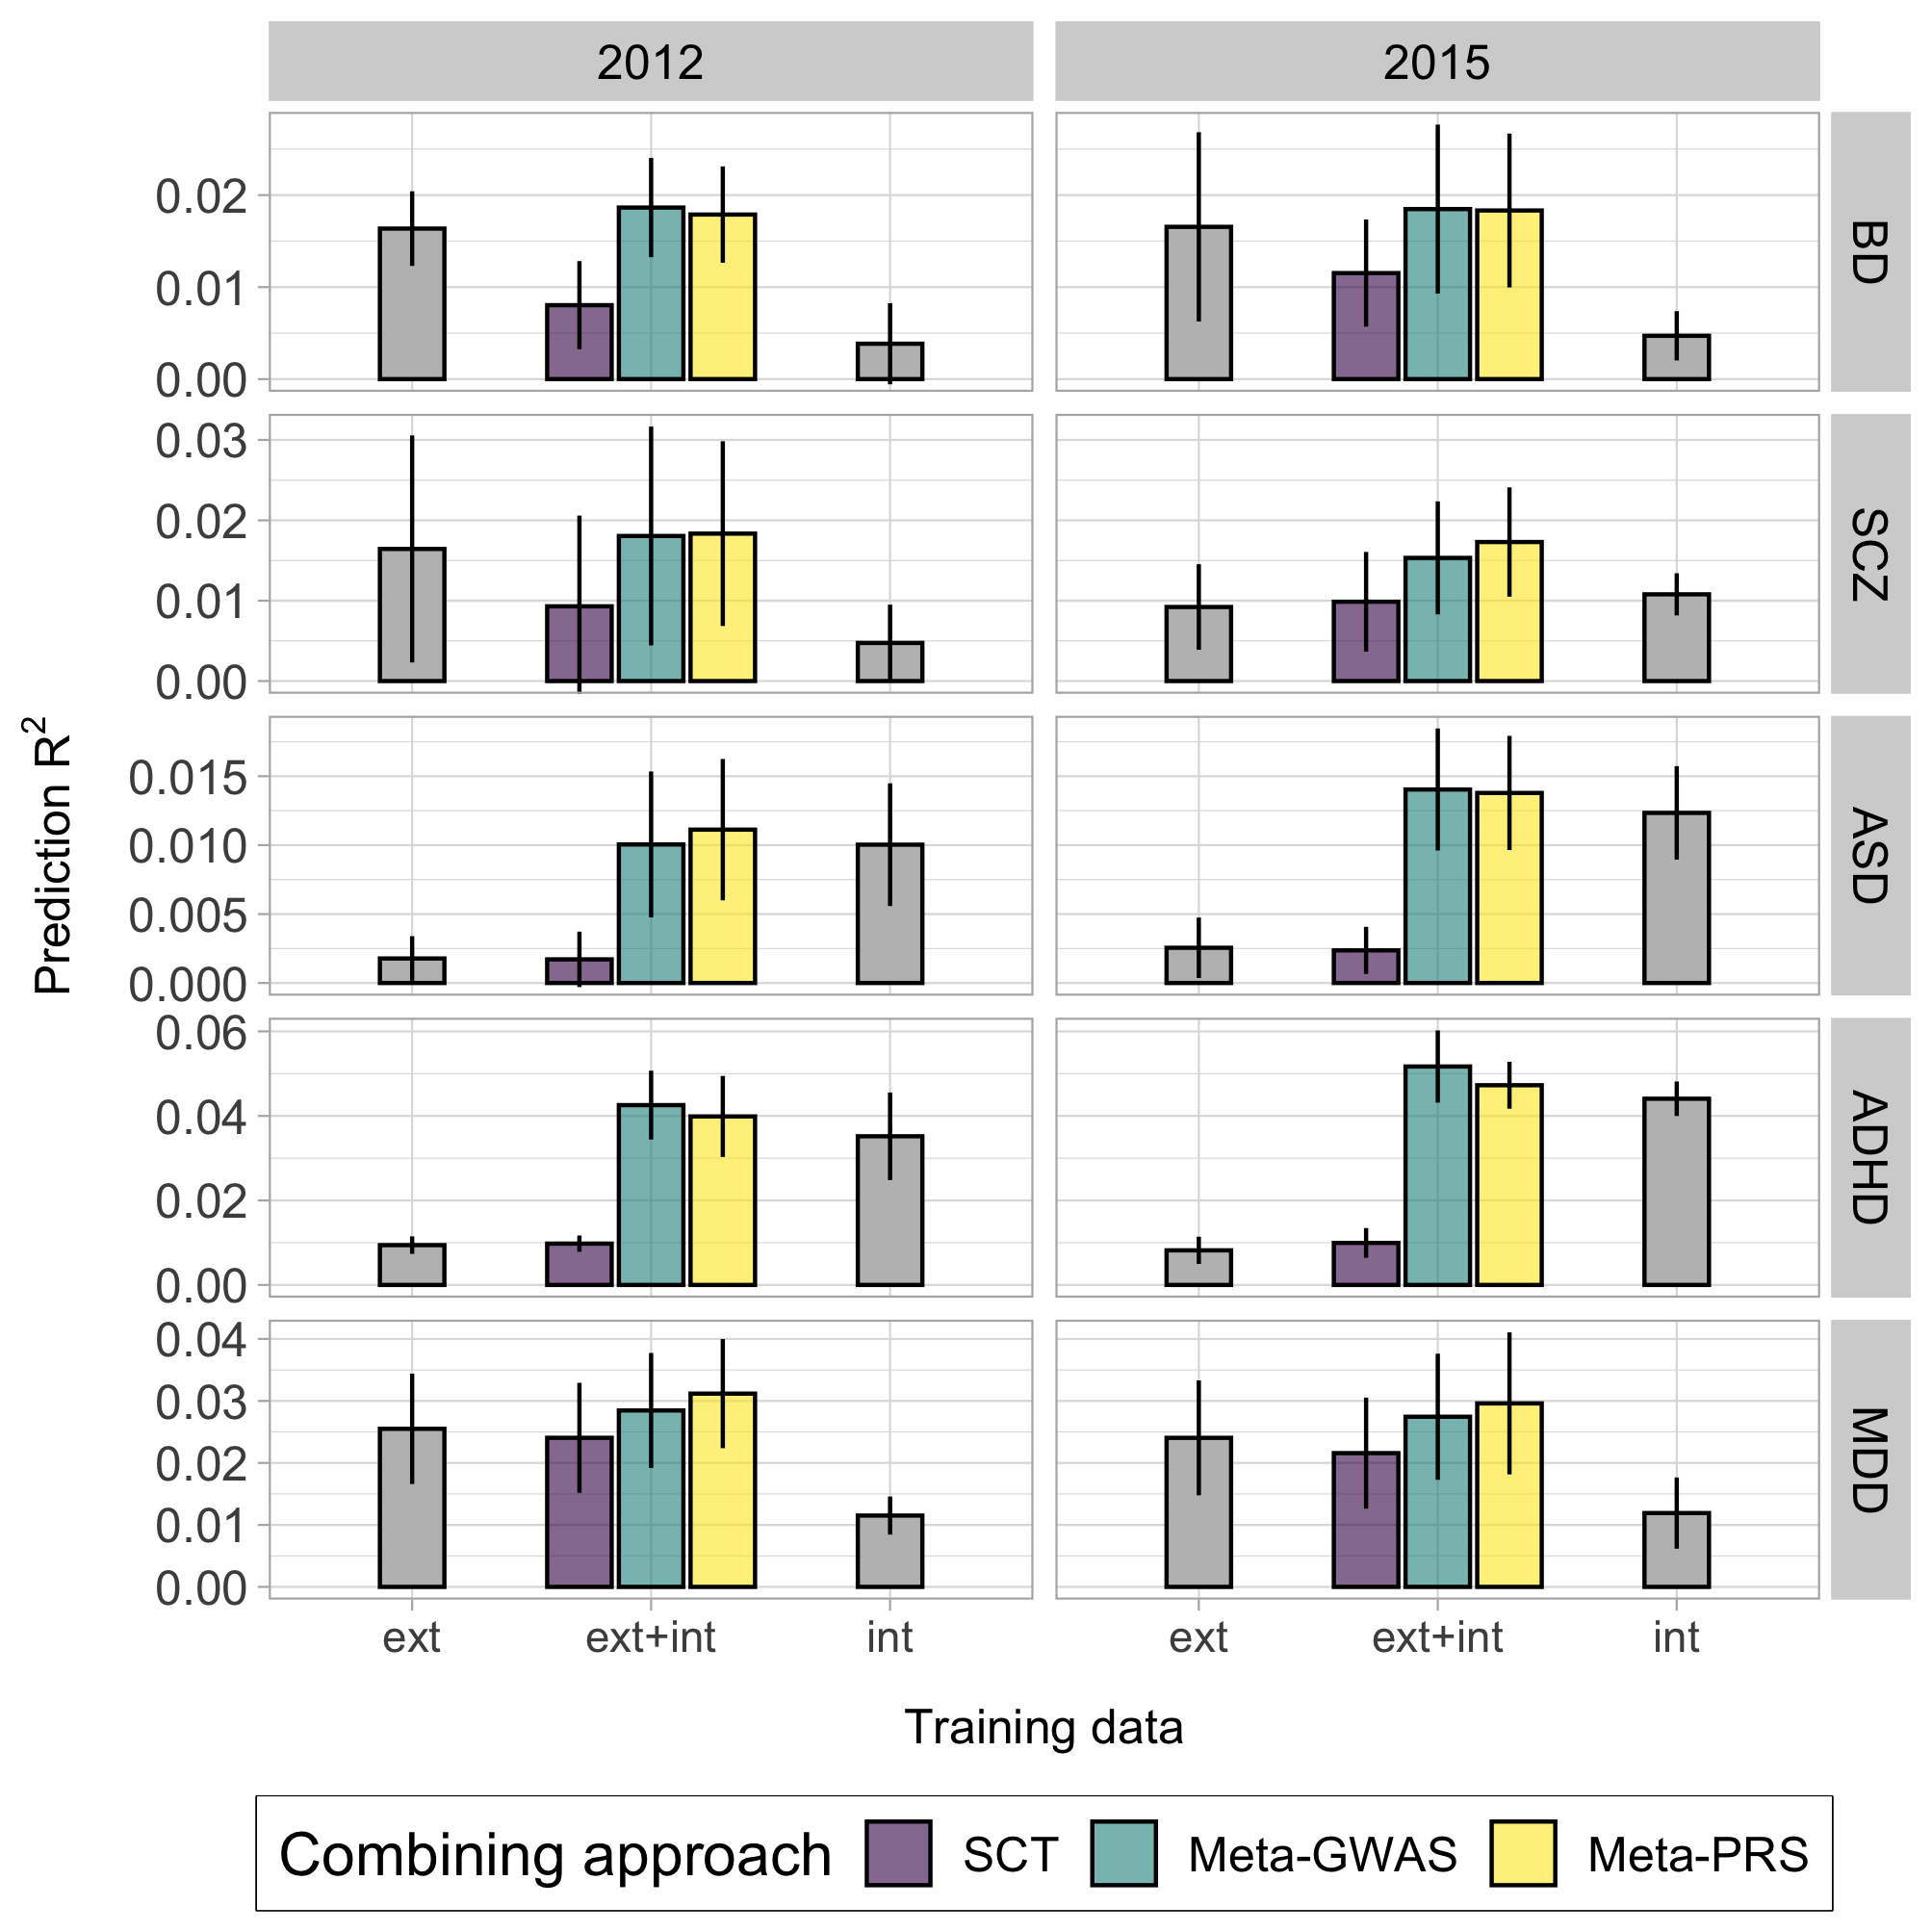 2012
2015
0.02
0.01
0.00
BD
0.03
0.02
0.01
0.00
SCZ
0.015
0.010
0.005
0.000
ASD
0.06
0.04
0.02
0.00
ADHD
0.04
0.03
0.02
0.01
0.00
MDD
Prediction R²
ext
ext+int
int
ext
ext+int
int
Training data
Combining approach
SCT
Meta-GWAS
Meta-PRS